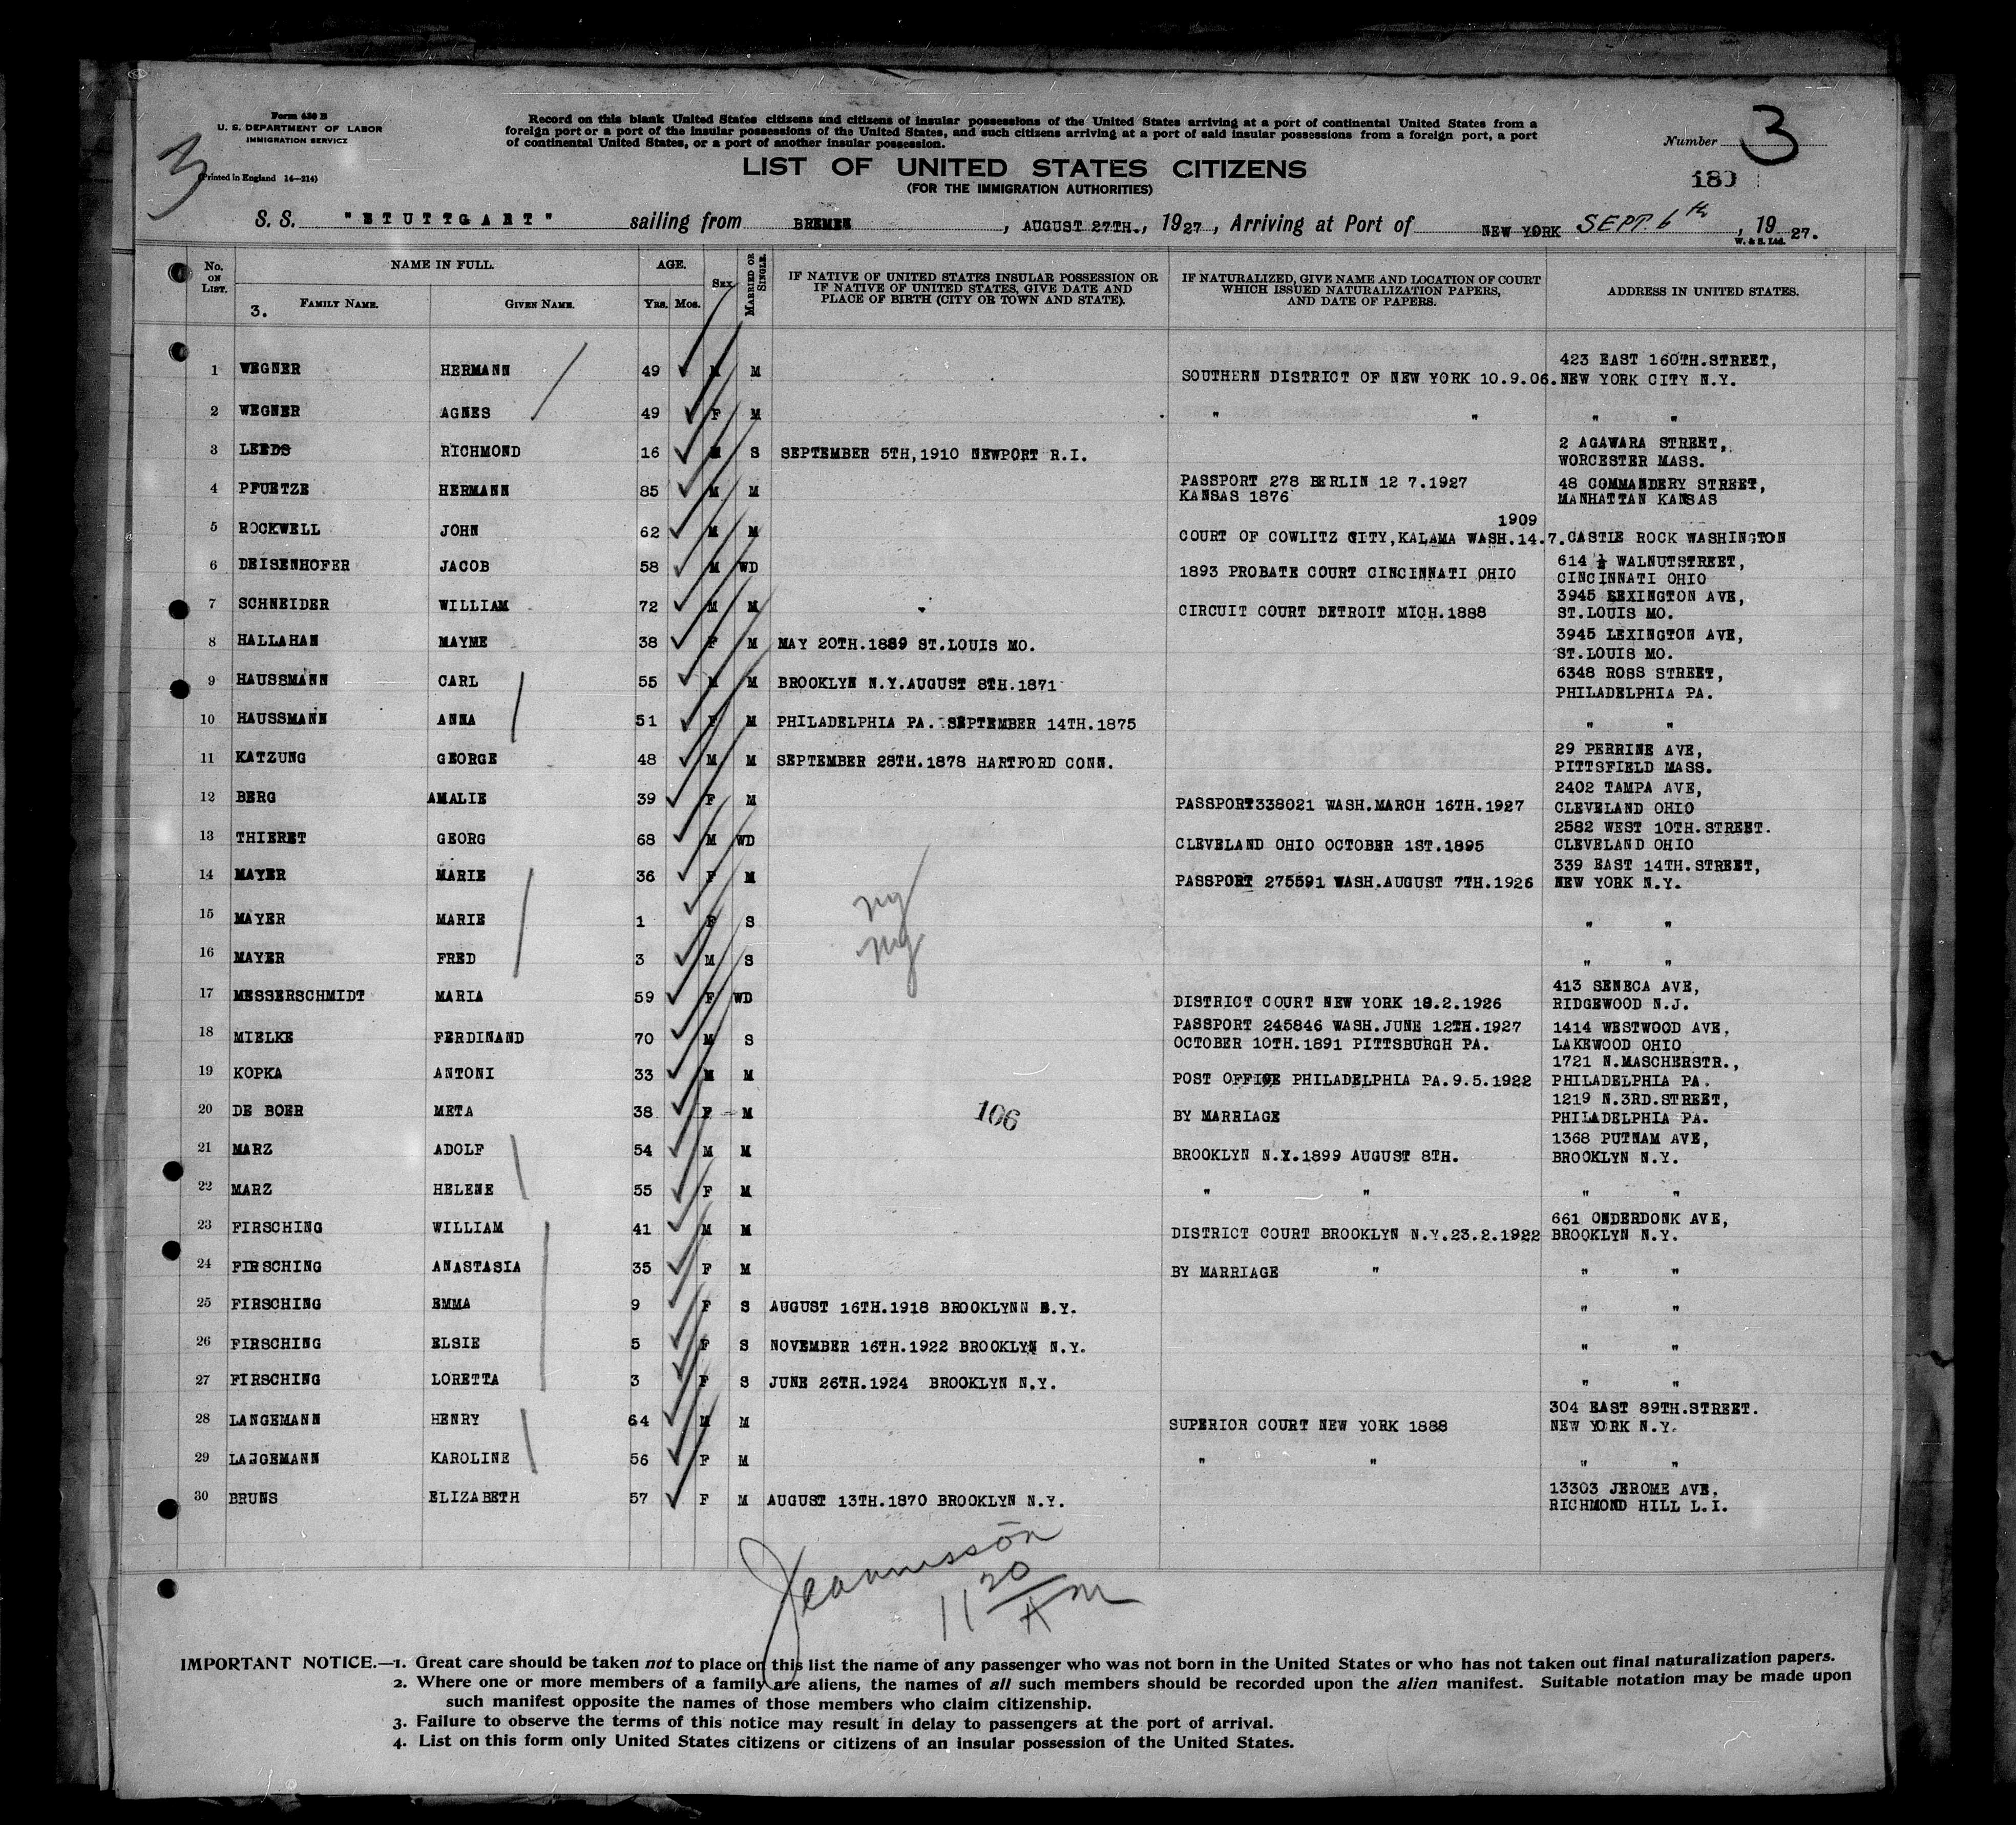 Form 630 B
U. S. DEPARTMENT OF LABOR
IMMIGRATION SERVICE
(Printed in England 14—214)
3
Record on this blank United States citizens and citizens of insular possessions of the United States arriving at a port of continental United States from a
foreign port or a port of the insular possessions of the United States, and such citizens arriving at a port of said insular possessions from a foreign port, a port
of continental United States, or a port of another insular possession.
LIST OF UNITED STATES CITIZENS
(FOR THE IMMIGRATION AUTHORITIES)
Number 3
180
S. S. "STUTTGART" sailing from BREMEN, AUGUST 27TH., 1927, Arriving at Port of NEW YORK SEPT. 6th, 1927.
W. & S. Ltd.
No. ON LIST. NAME IN FULL. AGE. SEX. MARRIED OR SINGLE. IF NATIVE OF UNITED STATES INSULAR POSSESSION OR IF NATIVE OF UNITED STATES, GIVE DATE AND PLACE OF BIRTH (CITY OR TOWN AND STATE). IF NATURALIZED, GIVE NAME AND LOCATION OF COURT WHICH ISSUED NATURALIZATION PAPERS, AND DATE OF PAPERS. ADDRESS IN UNITED STATES.
FAMILY NAME. GIVEN NAME. Yrs. Mos.
3.
1 WEGNER HERMANN 49 M M SOUTHERN DISTRICT OF NEW YORK 10.9.06. 423 EAST 160TH.STREET, NEW YORK CITY N.Y.
2 WEGNER AGNES 49 F M " " " "
3 LEEDS RICHMOND 16 M S SEPTEMBER 5TH,1910 NEWPORT R.I. 2 AGAWARA STREET, WORCESTER MASS.
4 PFUETZE HERMANN 85 M M PASSPORT 278 BERLIN 12 7.1927 KANSAS 1876 48 COMMANDERY STREET, MANHATTAN KANSAS
5 ROCKWELL JOHN 62 M M COURT OF COWLITZ CITY,KALAMA WASH.14.7. 1909 CASTLE ROCK WASHINGTON
6 DEISENHOFER JACOB 58 M WD 1893 PROBATE COURT CINCINNATI OHIO 614 ½ WALNUTSTREET, CINCINNATI OHIO
7 SCHNEIDER WILLIAM 72 M M CIRCUIT COURT DETROIT MICH.1888 3945 LEXINGTON AVE, ST.LOUIS MO.
8 HALLAHAN MAYME 38 F M MAY 20TH.1889 ST.LOUIS MO. 3945 LEXINGTON AVE, ST.LOUIS MO.
9 HAUSSMANN CARL 55 M M BROOKLYN N.Y.AUGUST 8TH.1871 6348 ROSS STREET, PHILADELPHIA PA.
10 HAUSSMANN ANNA 51 F M PHILADELPHIA PA. SEPTEMBER 14TH.1875 " "
11 KATZUNG GEORGE 48 M M SEPTEMBER 28TH.1878 HARTFORD CONN. 29 PERRINE AVE, PITTSFIELD MASS.
12 BERG AMALIE 39 F M PASSPORT338021 WASH.MARCH 16TH.1927 2402 TAMPA AVE, CLEVELAND OHIO
13 THIERET GEORG 68 M WD CLEVELAND OHIO OCTOBER 1ST.1895 2582 WEST 10TH.STREET. CLEVELAND OHIO
14 MAYER MARIE 36 F M PASSPORT 275591 WASH.AUGUST 7TH.1926 339 EAST 14TH.STREET, NEW YORK N.Y.
15 MAYER MARIE 1 F S ny " "
16 MAYER FRED 3 M S ny " "
17 MESSERSCHMIDT MARIA 59 F WD DISTRICT COURT NEW YORK 18.2.1926 413 SENECA AVE, RIDGEWOOD N.J.
18 MIELKE FERDINAND 70 M S PASSPORT 245846 WASH.JUNE 12TH.1927 OCTOBER 10TH.1891 PITTSBURGH PA. 1414 WESTWOOD AVE, LAKEWOOD OHIO
19 KOPKA ANTONI 33 M M POST OFFICE PHILADELPHIA PA.9.5.1922 1721 N.MASCHERSTR., PHILADELPHIA PA.
20 DE BOER META 38 F M 106 BY MARRIAGE 1219 N.3RD.STREET, PHILADELPHIA PA.
21 MARZ ADOLF 54 M M BROOKLYN N.Y.1899 AUGUST 8TH. 1368 PUTNAM AVE, BROOKLYN N.Y.
22 MARZ HELENE 55 F M " " " "
23 FIRSCHING WILLIAM 41 M M DISTRICT COURT BROOKLYN N.Y.23.2.1922 661 ONDERDONK AVE, BROOKLYN N.Y.
24 FIRSCHING ANASTASIA 35 F M BY MARRIAGE " " "
25 FIRSCHING EMMA 9 F S AUGUST 16TH.1918 BROOKLYNN N.Y. " "
26 FIRSCHING ELSIE 5 F S NOVEMBER 16TH.1922 BROOKLYN N.Y. " "
27 FIRSCHING LORETTA 3 F S JUNE 26TH.1924 BROOKLYN N.Y. " "
28 LANGEMANN HENRY 64 M M SUPERIOR COURT NEW YORK 1888 304 EAST 89TH.STREET. NEW YORK N.Y.
29 LANGEMANN KAROLINE 56 F M " " " "
30 BRUNS ELIZABETH 57 F M AUGUST 13TH.1870 BROOKLYN N.Y. 13303 JEROME AVE, RICHMOND HILL L.I.
11 20 AM
IMPORTANT NOTICE.—1. Great care should be taken not to place on this list the name of any passenger who was not born in the United States or who has not taken out final naturalization papers.
2. Where one or more members of a family are aliens, the names of all such members should be recorded upon the alien manifest. Suitable notation may be made upon
such manifest opposite the names of those members who claim citizenship.
3. Failure to observe the terms of this notice may result in delay to passengers at the port of arrival.
4. List on this form only United States citizens or citizens of an insular possession of the United States.